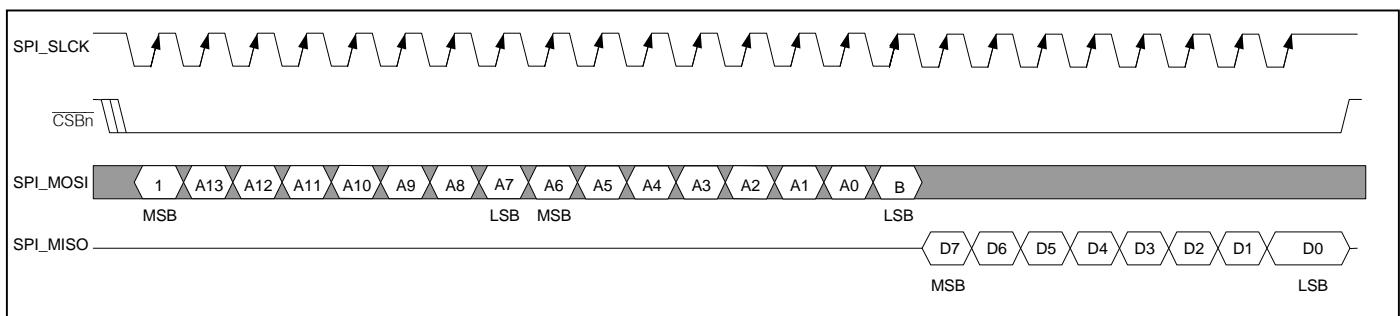 SPI_SLCK
CSBn
SPI_MOSI 1 A13 A12 A11 A10 A9 A8 A7 A6 A5 A4 A3 A2 A1 A0 B
MSB LSB MSB LSB
SPI_MISO D7 D6 D5 D4 D3 D2 D1 D0
MSB LSB